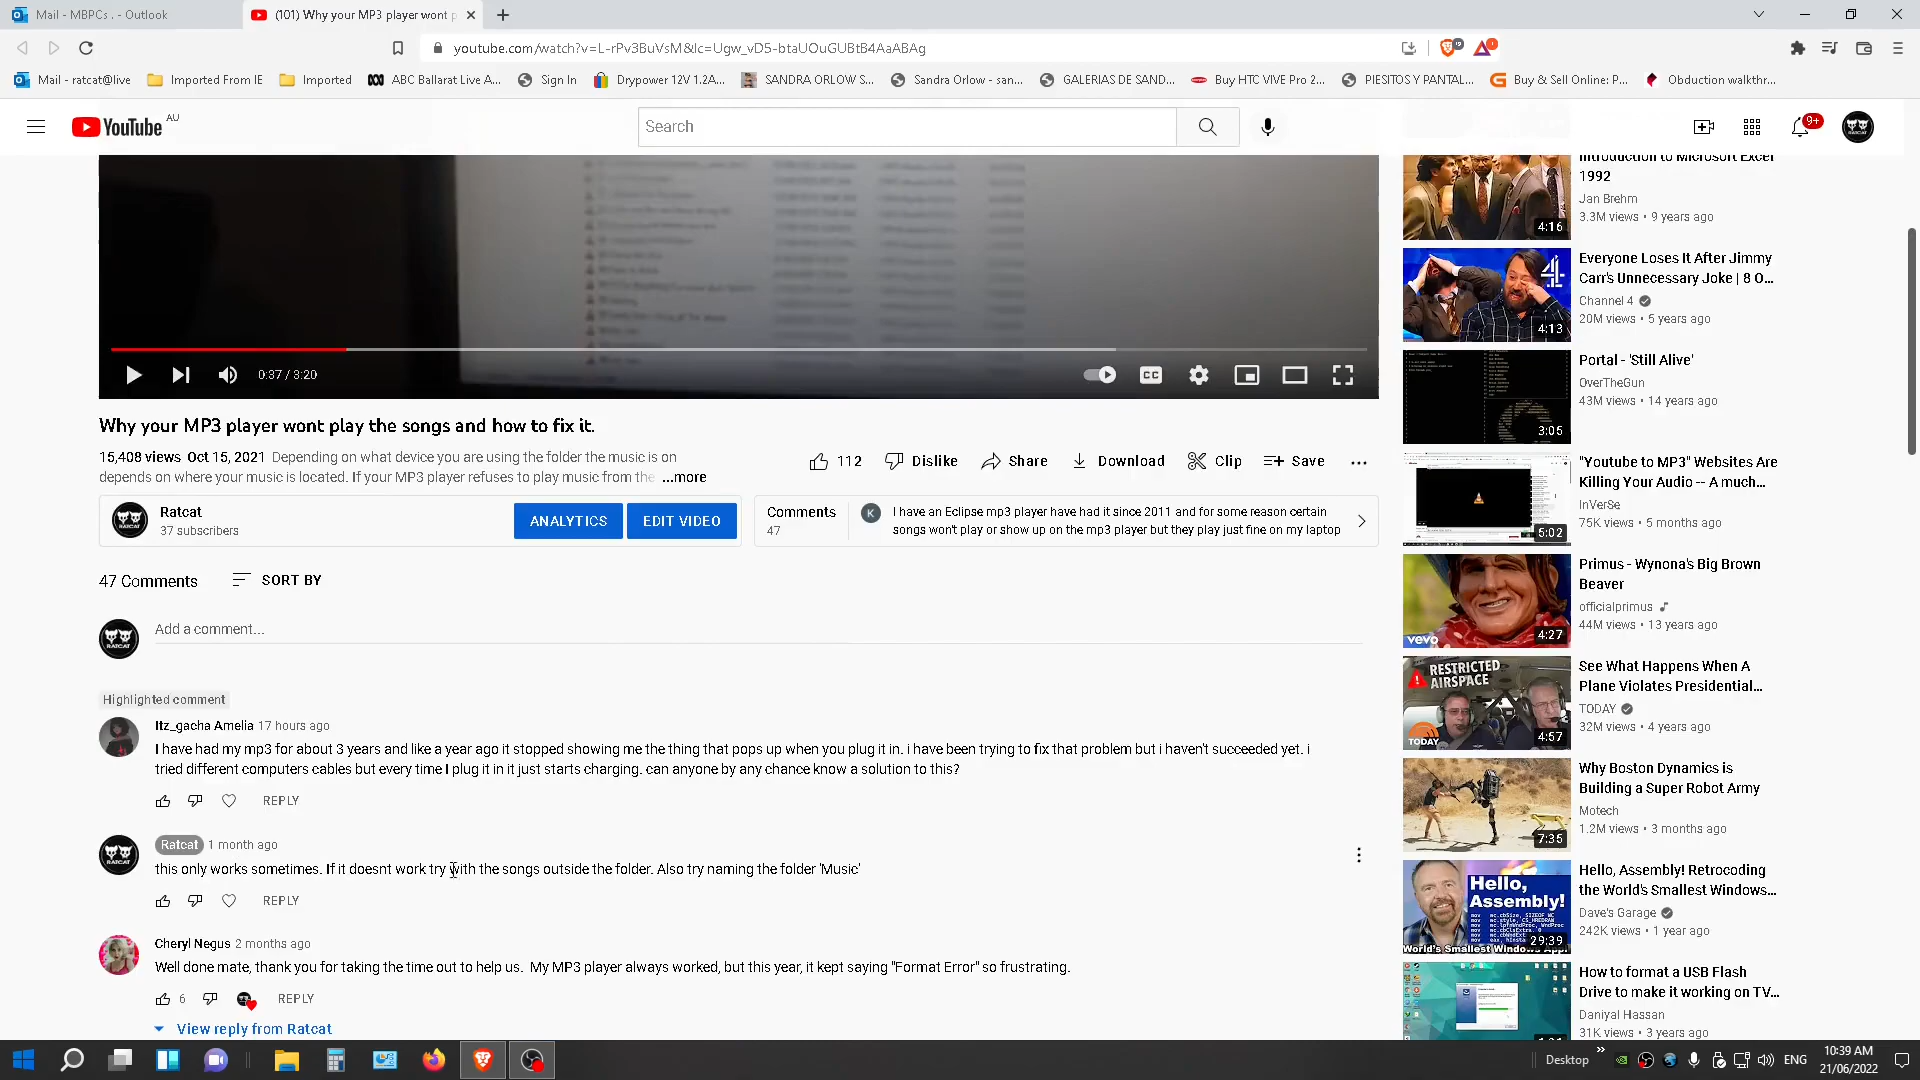 Mail - MBPCs . - Outlook
(101) Why your MP3 player wont p
youtube.com/watch?v=L-rPv3BuVsM&lc=Ugw_vD5-btaUOuGUBtB4AaABAg
Mail - ratcat@live
Imported From IE
Imported
ABC Ballarat Live A...
Sign In
Drypower 12V 1.2A...
SANDRA ORLOW S...
Sandra Orlow - san...
GALERIAS DE SAND...
Buy HTC VIVE Pro 2...
PIESITOS Y PANTAL...
Buy & Sell Online: P...
Obduction walkthr...
YouTube AU
Search
9+
RATCAT
Introduction to Microsoft Excel
1992
Jan Brehm
3.3M views • 9 years ago
4:16
Everyone Loses It After Jimmy
Carr's Unnecessary Joke | 8 O...
Channel 4
20M views • 5 years ago
4:13
Portal - 'Still Alive'
OverTheGun
43M views • 14 years ago
3:05
0:37 / 3:20
CC
Why your MP3 player wont play the songs and how to fix it.
15,408 views Oct 15, 2021 Depending on what device you are using the folder the music is on
depends on where your music is located. If your MP3 player refuses to play music from the ...more
112
Dislike
Share
Download
Clip
Save
Ratcat
37 subscribers
ANALYTICS
EDIT VIDEO
Comments
47
K
I have an Eclipse mp3 player have had it since 2011 and for some reason certain
songs won't play or show up on the mp3 player but they play just fine on my laptop
"Youtube to MP3" Websites Are
Killing Your Audio -- A much...
InVerSe
75K views • 5 months ago
5:02
47 Comments
SORT BY
RATCAT
Add a comment...
Primus - Wynona's Big Brown
Beaver
officialprimus
44M views • 13 years ago
vevo
4:27
Highlighted comment
Itz_gacha Amelia 17 hours ago
I have had my mp3 for about 3 years and like a year ago it stopped showing me the thing that pops up when you plug it in. i have been trying to fix that problem but i haven't succeeded yet. i
tried different computers cables but every time I plug it in it just starts charging. can anyone by any chance know a solution to this?
REPLY
RESTRICTED
AIRSPACE
TODAY
4:57
See What Happens When A
Plane Violates Presidential...
TODAY
32M views • 4 years ago
Why Boston Dynamics is
Building a Super Robot Army
Motech
1.2M views • 3 months ago
7:35
RATCAT
Ratcat 1 month ago
this only works sometimes. If it doesnt work try with the songs outside the folder. Also try naming the folder 'Music'
REPLY
Hello,
Assembly!
29:39
World's Smallest Windows App!
Hello, Assembly! Retrocoding
the World's Smallest Windows...
Dave's Garage
242K views • 1 year ago
Cheryl Negus 2 months ago
Well done mate, thank you for taking the time out to help us. My MP3 player always worked, but this year, it kept saying "Format Error" so frustrating.
6
REPLY
View reply from Ratcat
How to format a USB Flash
Drive to make it working on TV...
Daniyal Hassan
31K views • 3 years ago
Desktop
ENG
10:39 AM
21/06/2022